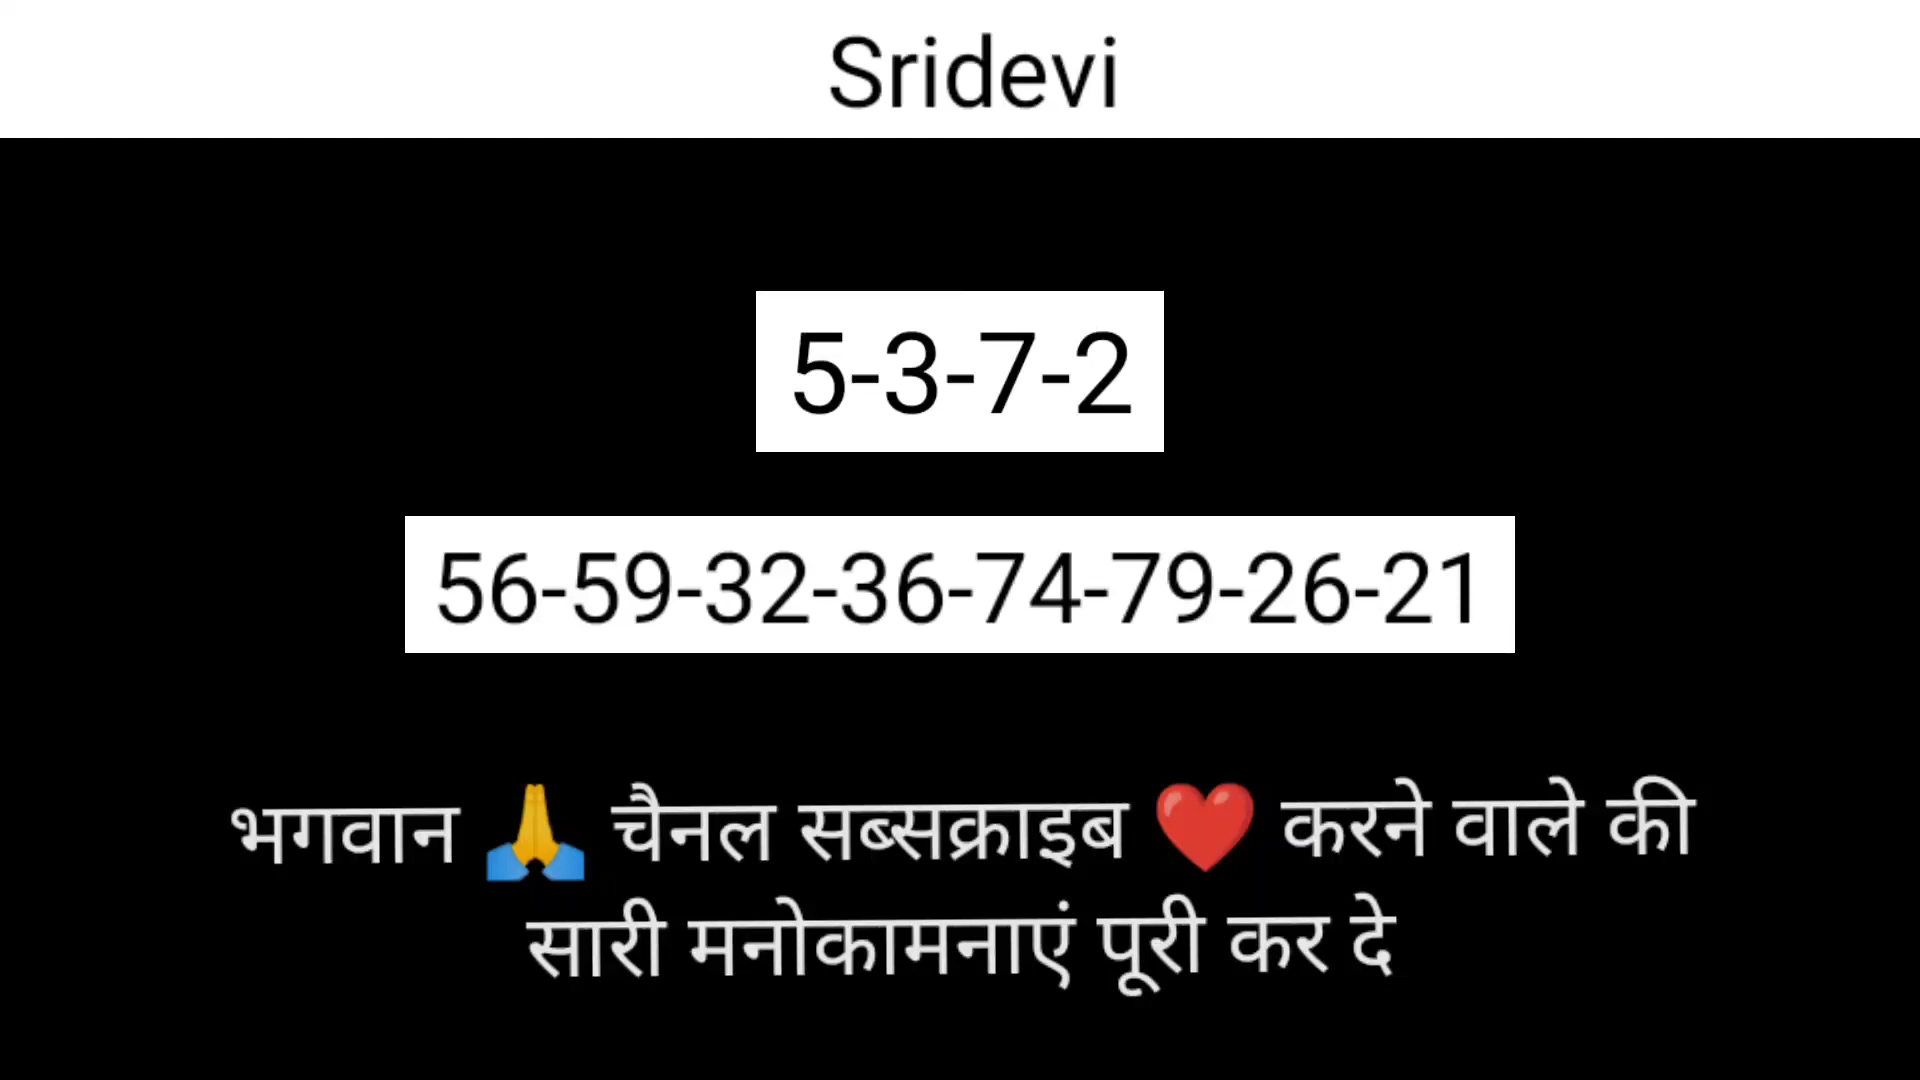 Sridevi
5-3-7-2
56-59-32-36-74-79-26-21
भगवान 🙏 चैनल सब्सक्राइब ❤️ करने वाले की
सारी मनोकामनाएं पूरी कर दे